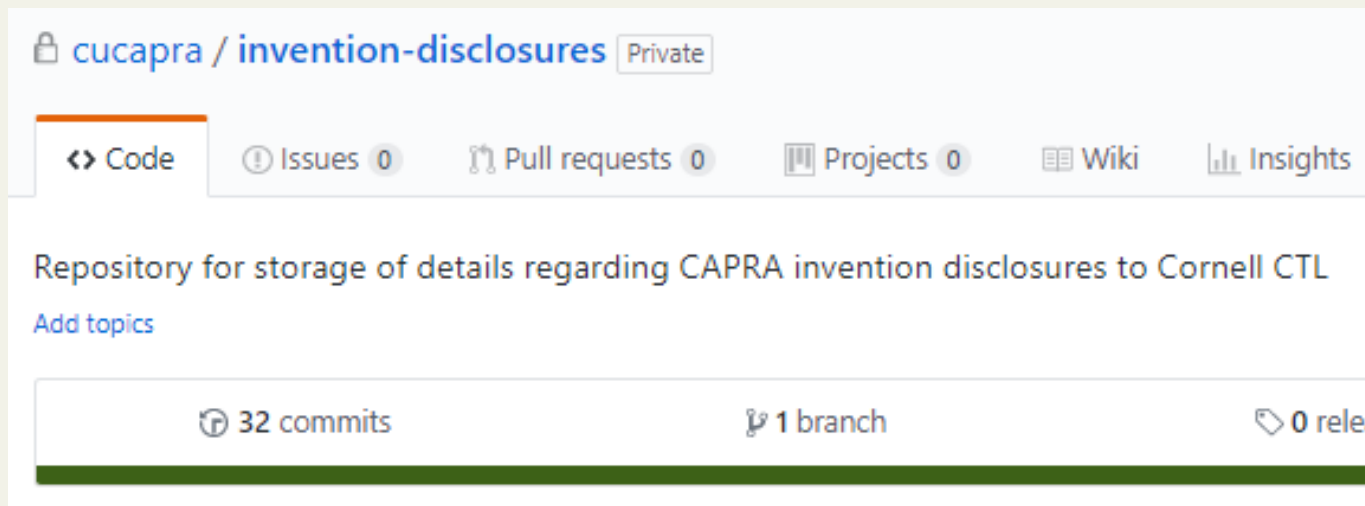 cucapra / invention-disclosures Private
Code Issues 0 Pull requests 0 Projects 0 Wiki Insights
Repository for storage of details regarding CAPRA invention disclosures to Cornell CTL
Add topics
32 commits 1 branch 0 rele